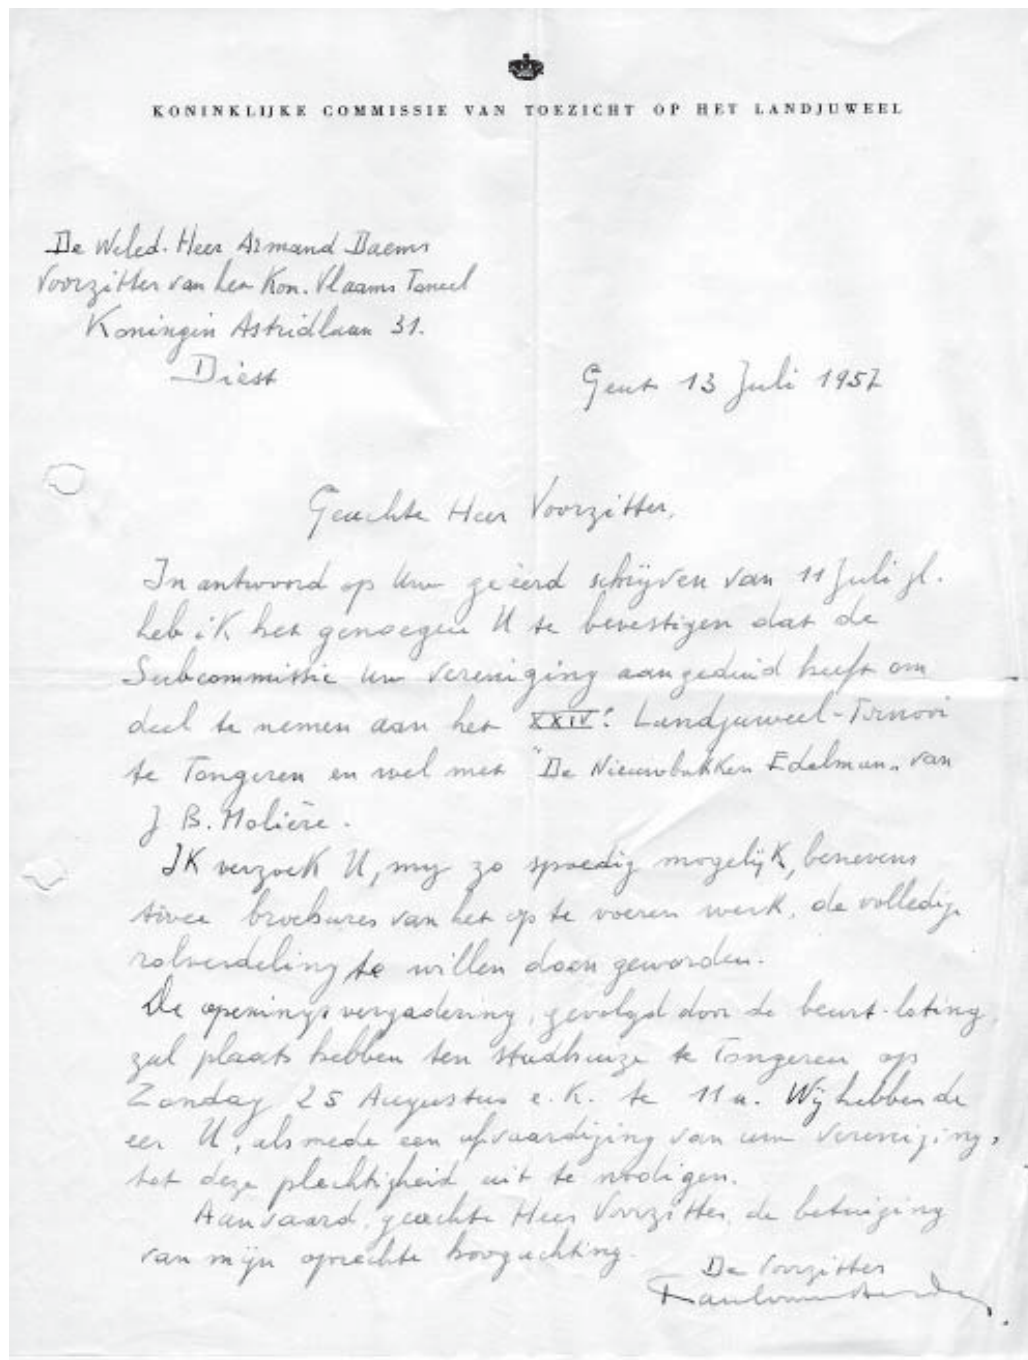 KONINKLIJKE COMMISSIE VAN TOEZICHT OP HET LANDJUWEEL
De Weled. Heer Armand Daems
Voorzitter van het Kon. Vlaams Toneel
Koningin Astridlaan 31.
Diest
Gent 13 Juli 1957
Geachte Heer Voorzitter,
In antwoord op Uw geëerd schrijven van 11 Juli jl.
heb ik het genoegen U te bevestigen dat de
Subcommissie uw vereniging aangeduid heeft om
deel te nemen aan het XXIVe Landjuweel-Tornooi
te Tongeren en wel met "De Nieuwbakken Edelman" van
J B. Molière.
Ik verzoek U, mij zo spoedig mogelijk, benevens
twee brochures van het op te voeren werk, de volledige
rolverdeling te willen doen geworden.
De openingsvergadering, gevolgd door de beurt-loting,
zal plaats hebben ten stadhuize te Tongeren op
Zondag 25 Augustus e.k. te 11 u. Wij hebben de
eer U, alsmede een afvaardiging van uw vereniging,
tot deze plechtigheid uit te nodigen.
Aanvaard, geachte Heer Voorzitter, de betuiging
van mijn oprechte hoogachting.
De Voorzitter